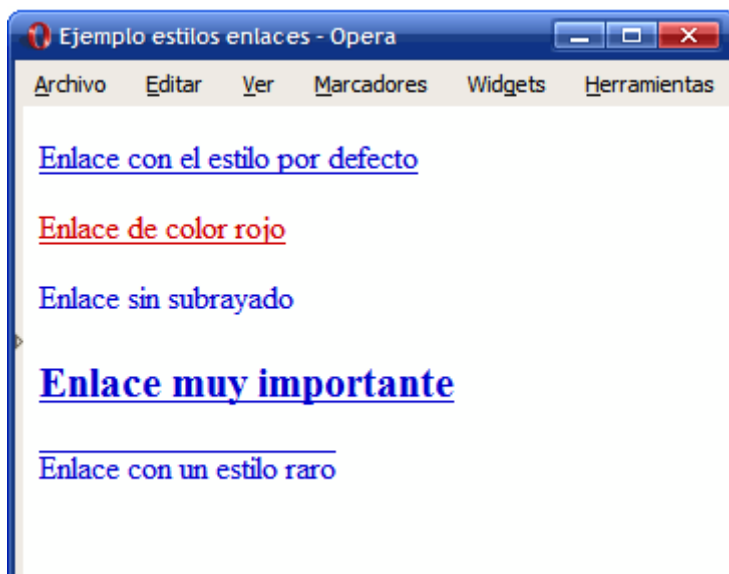 Ejemplo estilos enlaces - Opera
Archivo Editar Ver Marcadores Widgets Herramientas
Enlace con el estilo por defecto
Enlace de color rojo
Enlace sin subrayado
Enlace muy importante
Enlace con un estilo raro